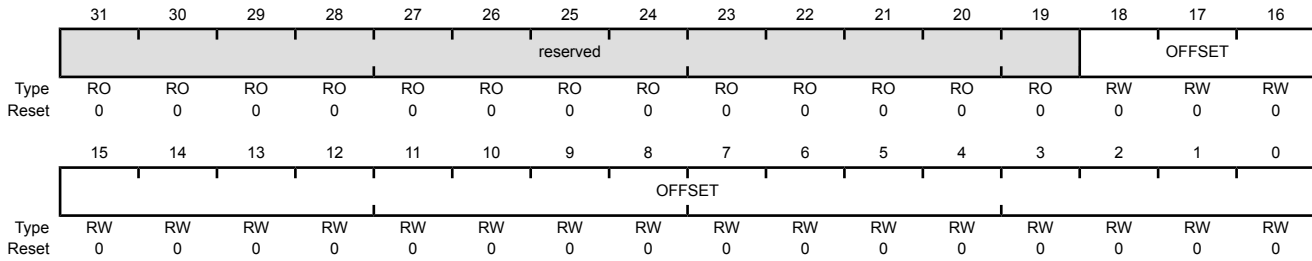 31 30 29 28 27 26 25 24 23 22 21 20 19 18 17 16
reserved OFFSET
Type RO RO RO RO RO RO RO RO RO RO RO RO RO RW RW RW
Reset 0 0 0 0 0 0 0 0 0 0 0 0 0 0 0 0
15 14 13 12 11 10 9 8 7 6 5 4 3 2 1 0
OFFSET
Type RW RW RW RW RW RW RW RW RW RW RW RW RW RW RW RW
Reset 0 0 0 0 0 0 0 0 0 0 0 0 0 0 0 0